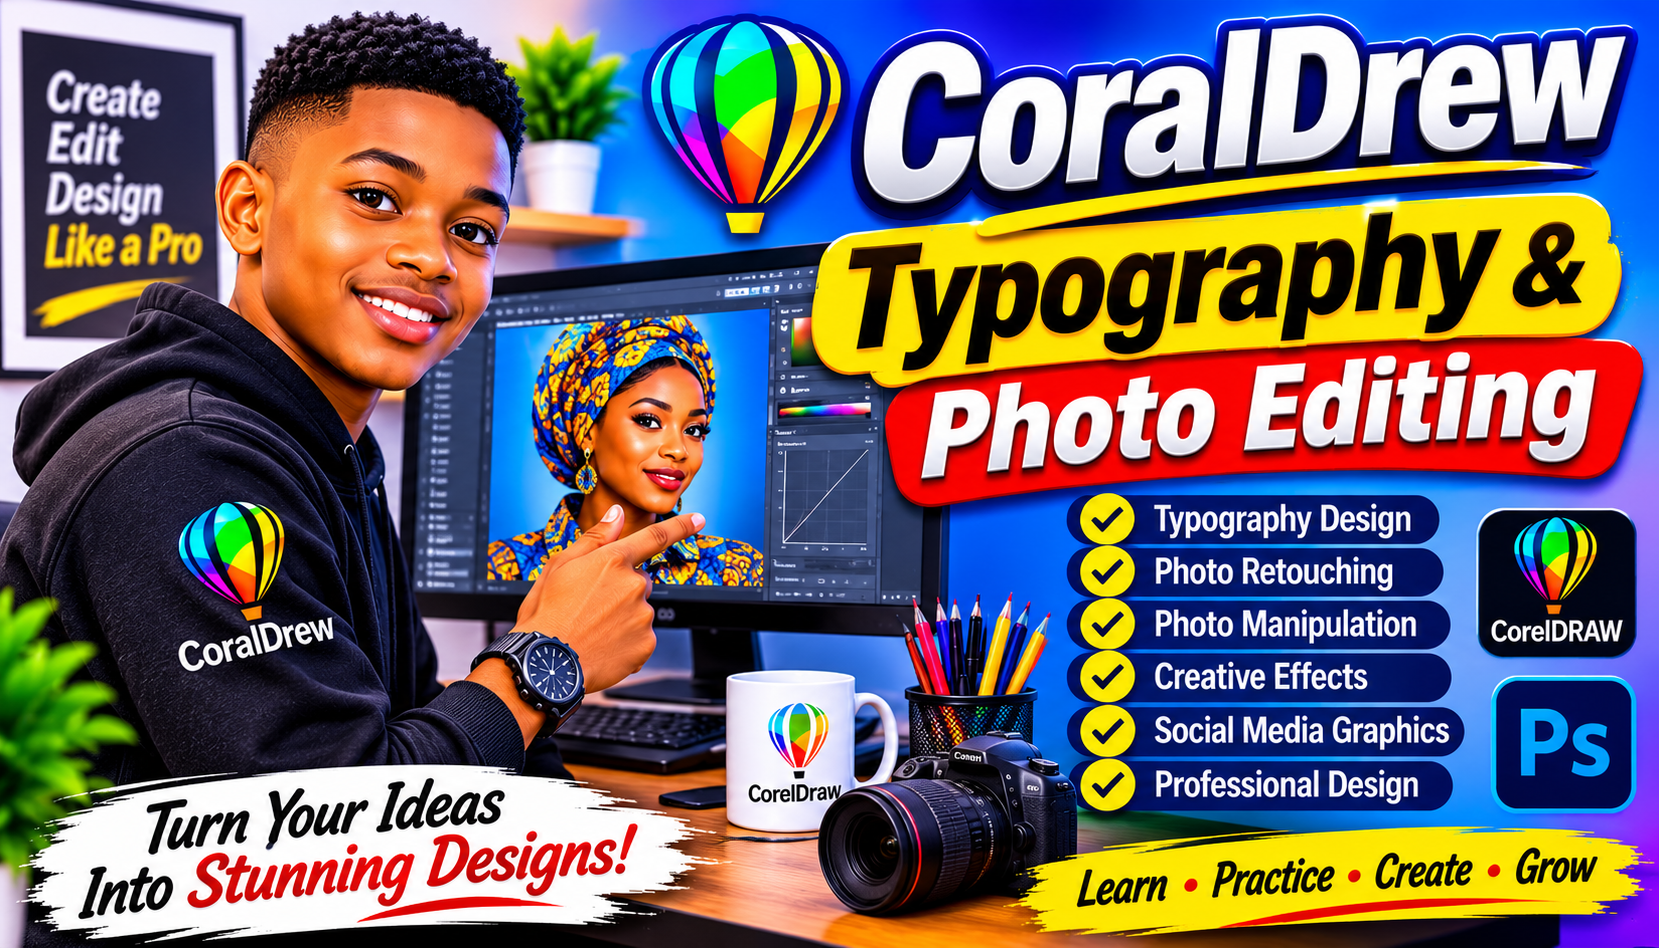 Create
Edit
Design
Like a Pro
CoralDrew
Typography &
Photo Editing
Typography Design
Photo Retouching
Photo Manipulation
Creative Effects
Social Media Graphics
Professional Design
CorelDRAW
Ps
CoralDrew
CorelDraw
Canon
Turn Your Ideas
Into Stunning Designs!
Learn • Practice • Create • Grow